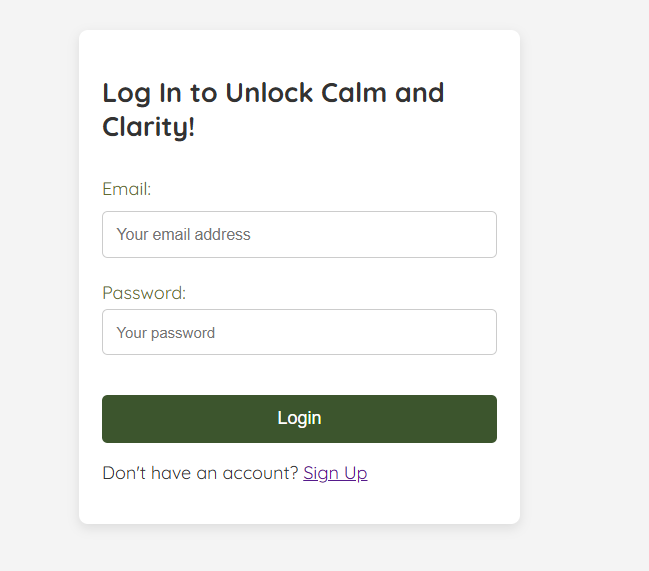 Log In to Unlock Calm and
Clarity!
Email:
Your email address
Password:
Your password
Login
Don't have an account? Sign Up